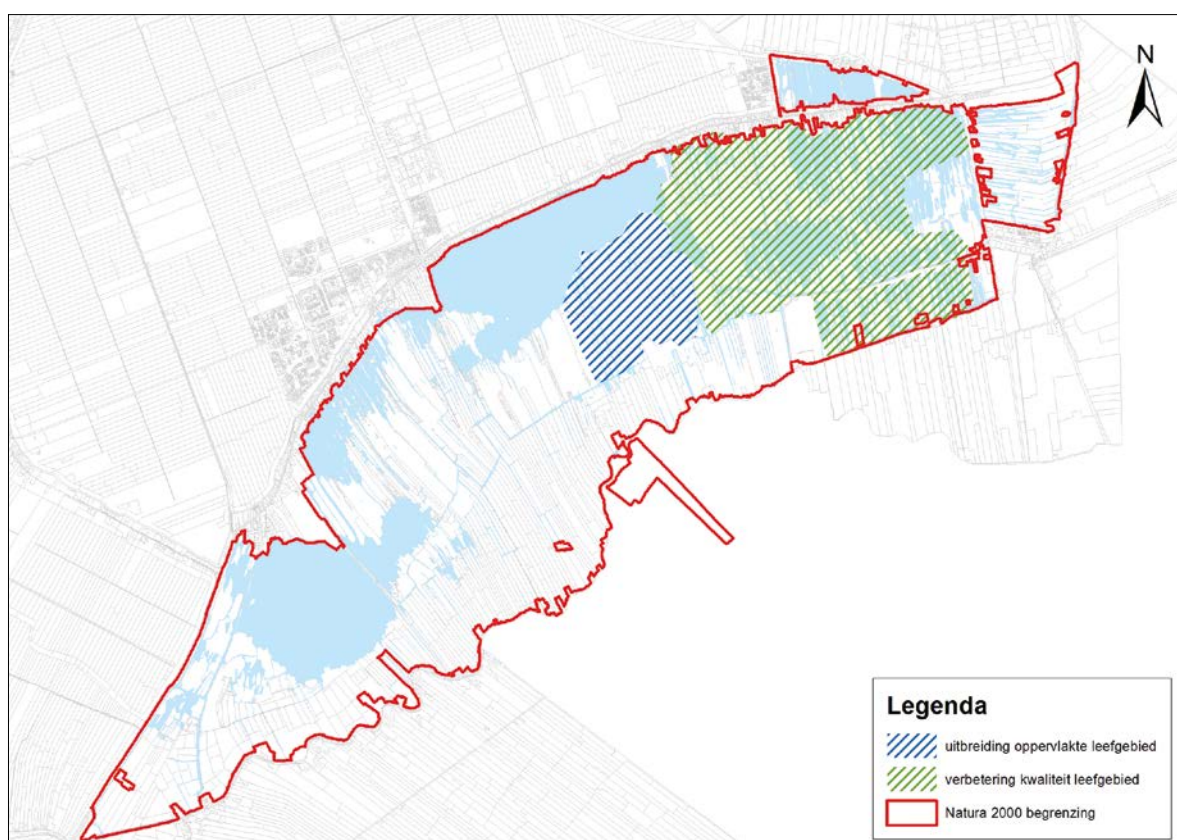 N
Legenda
uitbreiding oppervlakte leefgebied
verbetering kwaliteit leefgebied
Natura 2000 begrenzing